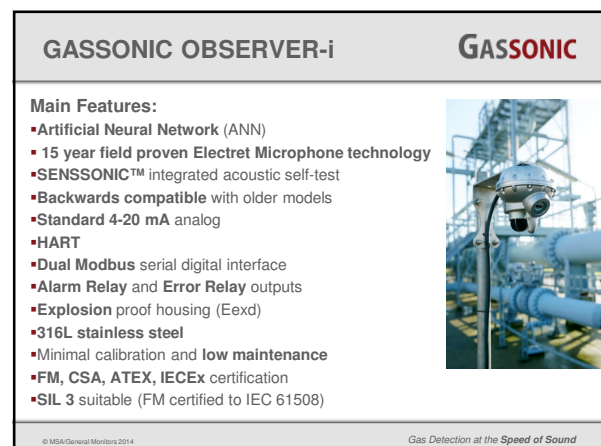 GASSONIC OBSERVER-i
GASSONIC
Main Features:
▪Artificial Neural Network (ANN)
▪ 15 year field proven Electret Microphone technology
▪SENSSONIC™ integrated acoustic self-test
▪Backwards compatible with older models
▪Standard 4-20 mA analog
▪HART
▪Dual Modbus serial digital interface
▪Alarm Relay and Error Relay outputs
▪Explosion proof housing (Eexd)
▪316L stainless steel
▪Minimal calibration and low maintenance
▪FM, CSA, ATEX, IECEx certification
▪SIL 3 suitable (FM certified to IEC 61508)
© MSA/General Monitors 2014
Gas Detection at the Speed of Sound